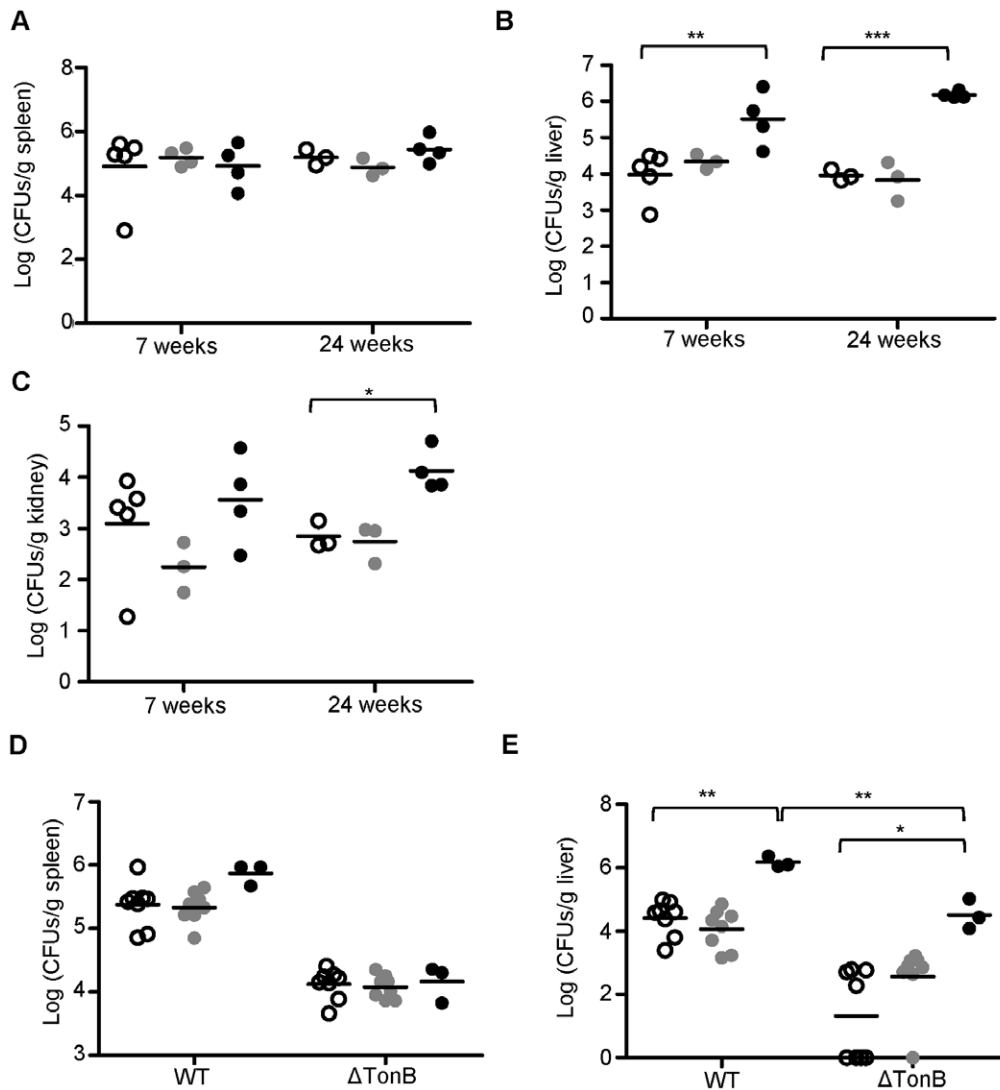 A
Log (CFUs/g spleen)
8
6
4
2
0
7 weeks
24 weeks
B
Log (CFUs/g liver)
**
***
7
6
5
4
3
2
1
0
7 weeks
24 weeks
C
Log (CFUs/g kidney)
*
5
4
3
2
1
0
7 weeks
24 weeks
D
Log (CFUs/g spleen)
7
6
5
4
3
WT
ΔTonB
E
Log (CFUs/g liver)
**
**
*
8
6
4
2
0
WT
ΔTonB